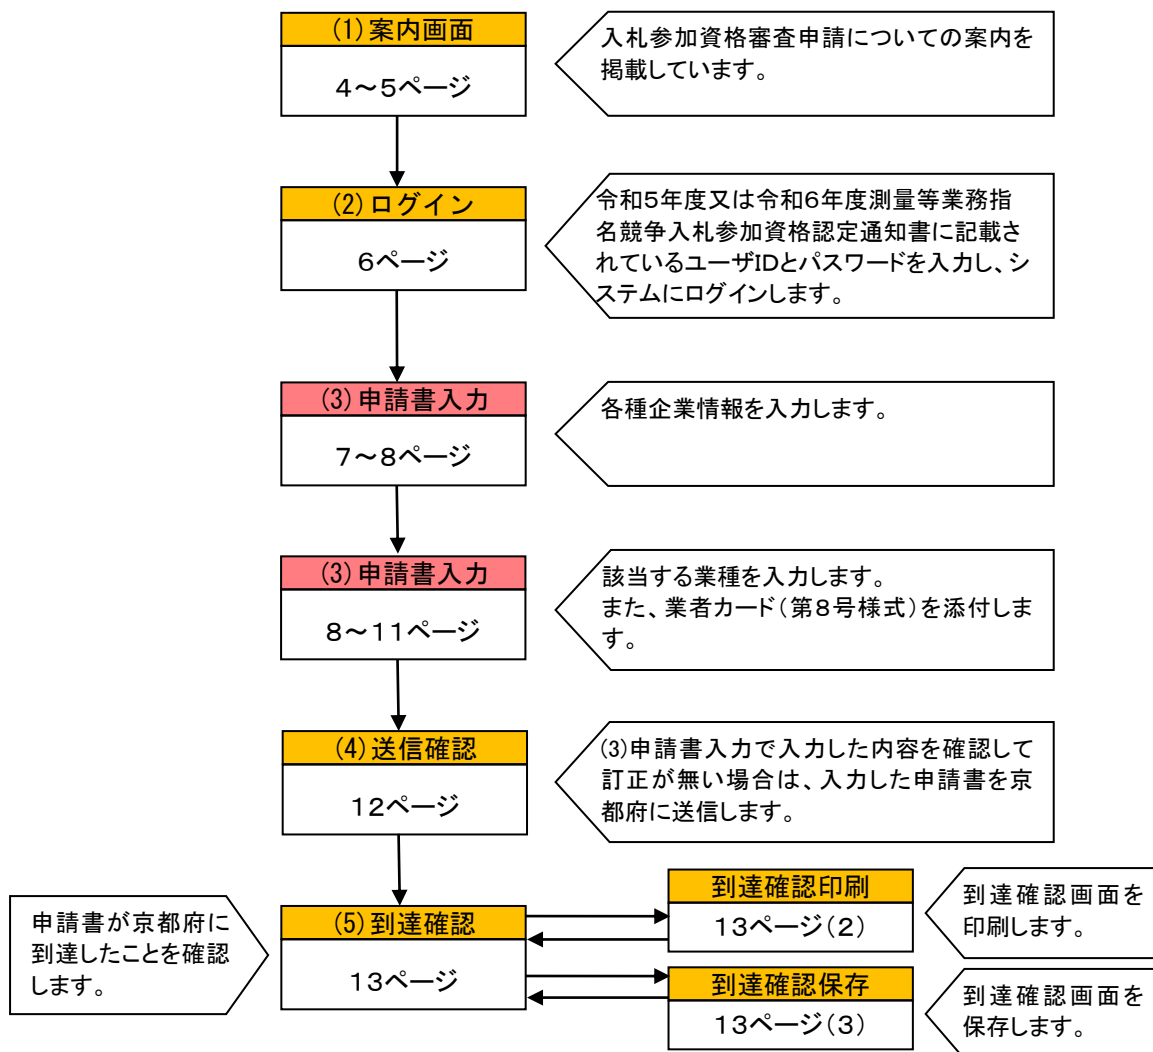 (1)案内画面
4～5ページ
入札参加資格審査申請についての案内を
掲載しています。
(2)ログイン
6ページ
令和5年度又は令和6年度測量等業務指
名競争入札参加資格認定通知書に記載さ
れているユーザIDとパスワードを入力し、シ
ステムにログインします。
(3)申請書入力
7～8ページ
各種企業情報を入力します。
(3)申請書入力
8～11ページ
該当する業種を入力します。
また、業者カード（第8号様式）を添付しま
す。
(4)送信確認
12ページ
(3)申請書入力で入力した内容を確認して
訂正が無い場合は、入力した申請書を京
都府に送信します。
申請書が京都府に
到達したことを確認
します。
(5)到達確認
13ページ
到達確認印刷
13ページ（2）
到達確認画面を
印刷します。
到達確認保存
13ページ（3）
到達確認画面を
保存します。